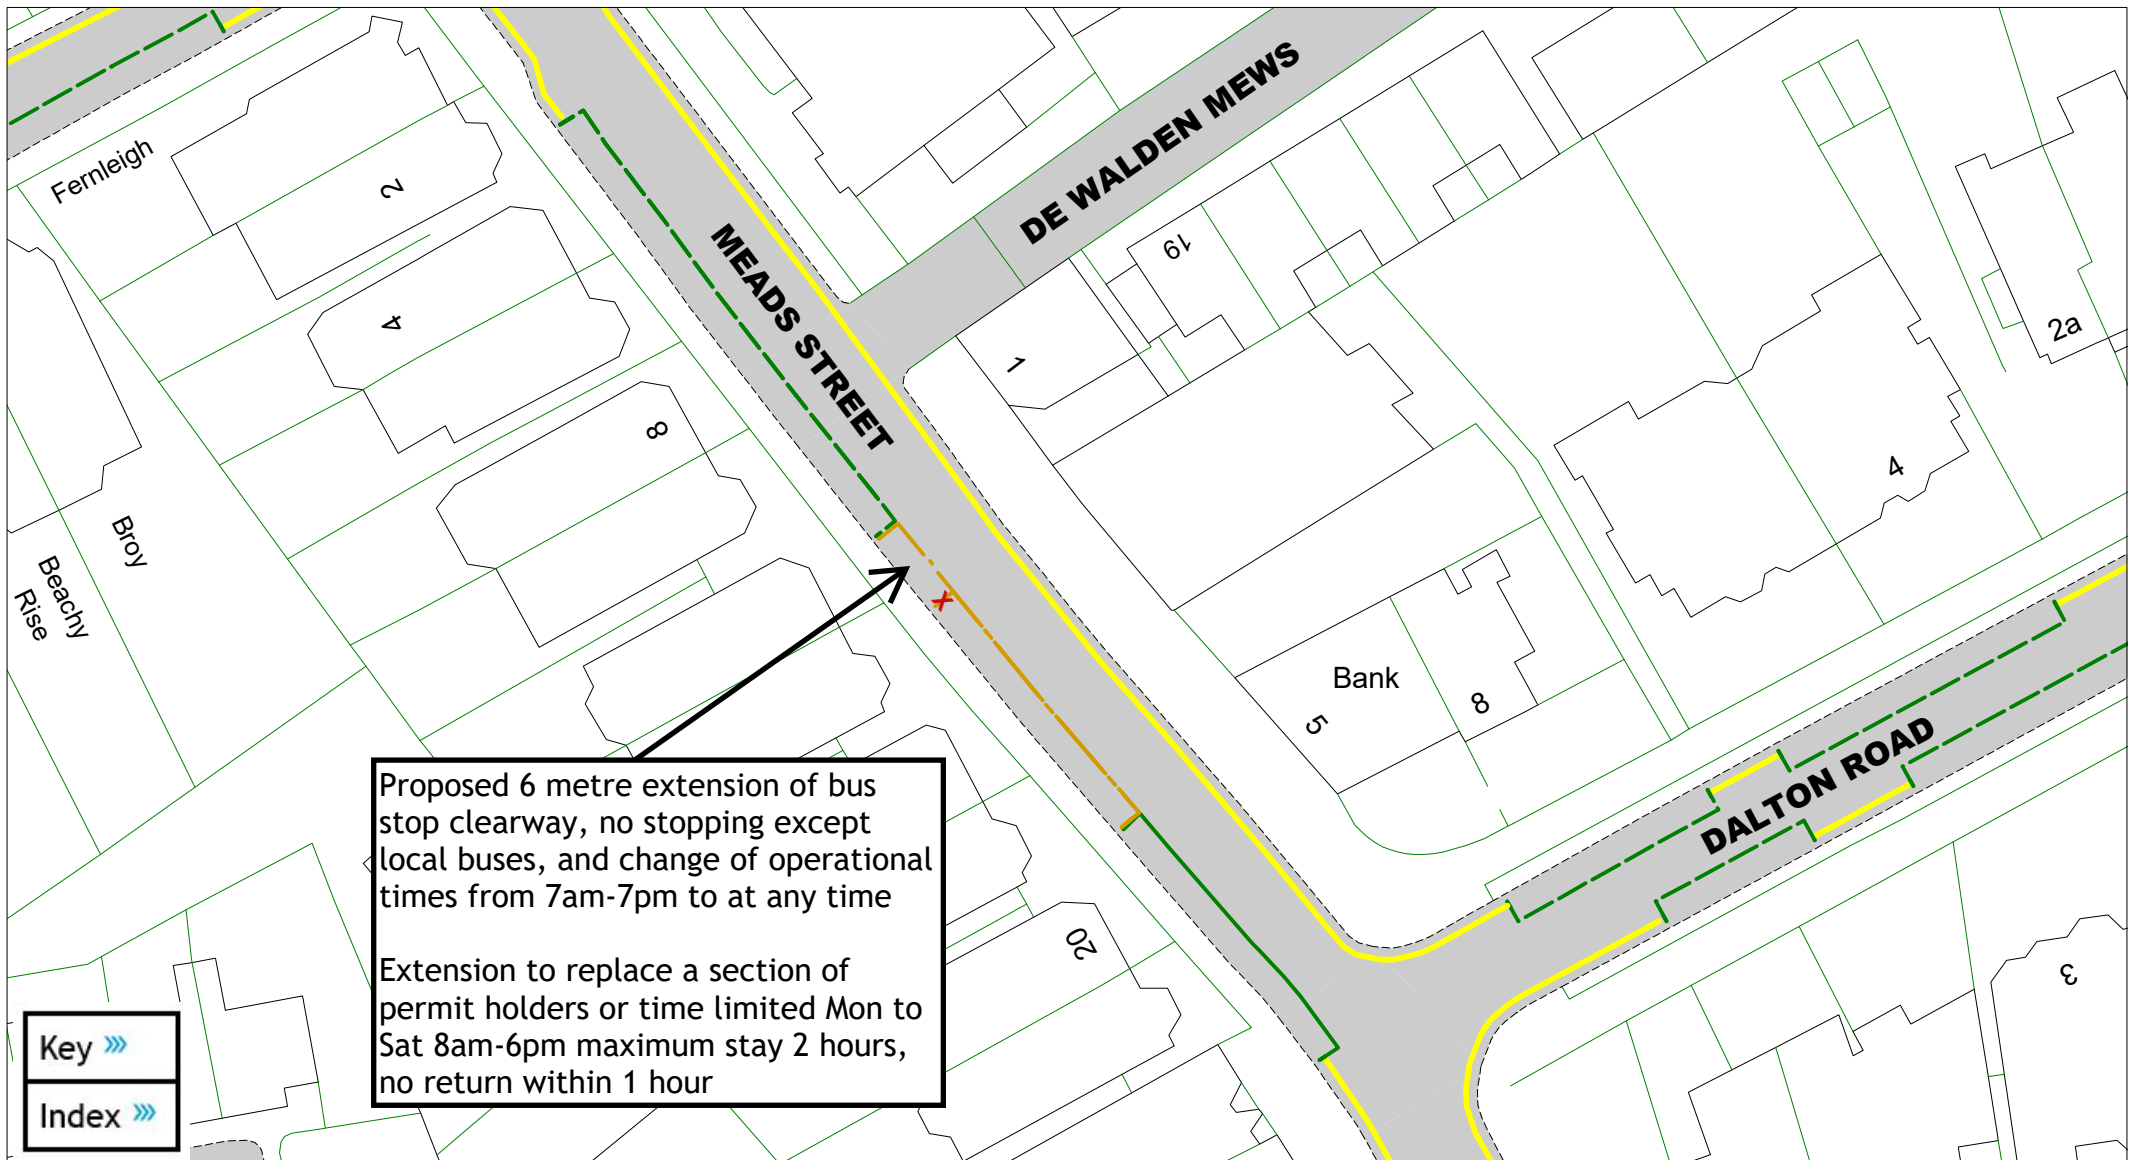 DE WALDEN MEWS
Fernleigh
2
19
MEADS STREET
4
2a
1
8
4
Broy
Beachy
Rise
X
Bank
8
5
DALTON ROAD
Proposed 6 metre extension of bus
stop clearway, no stopping except
local buses, and change of operational
times from 7am-7pm to at any time
Extension to replace a section of
permit holders or time limited Mon to
Sat 8am-6pm maximum stay 2 hours,
no return within 1 hour
20
3
Key »»
Index »»